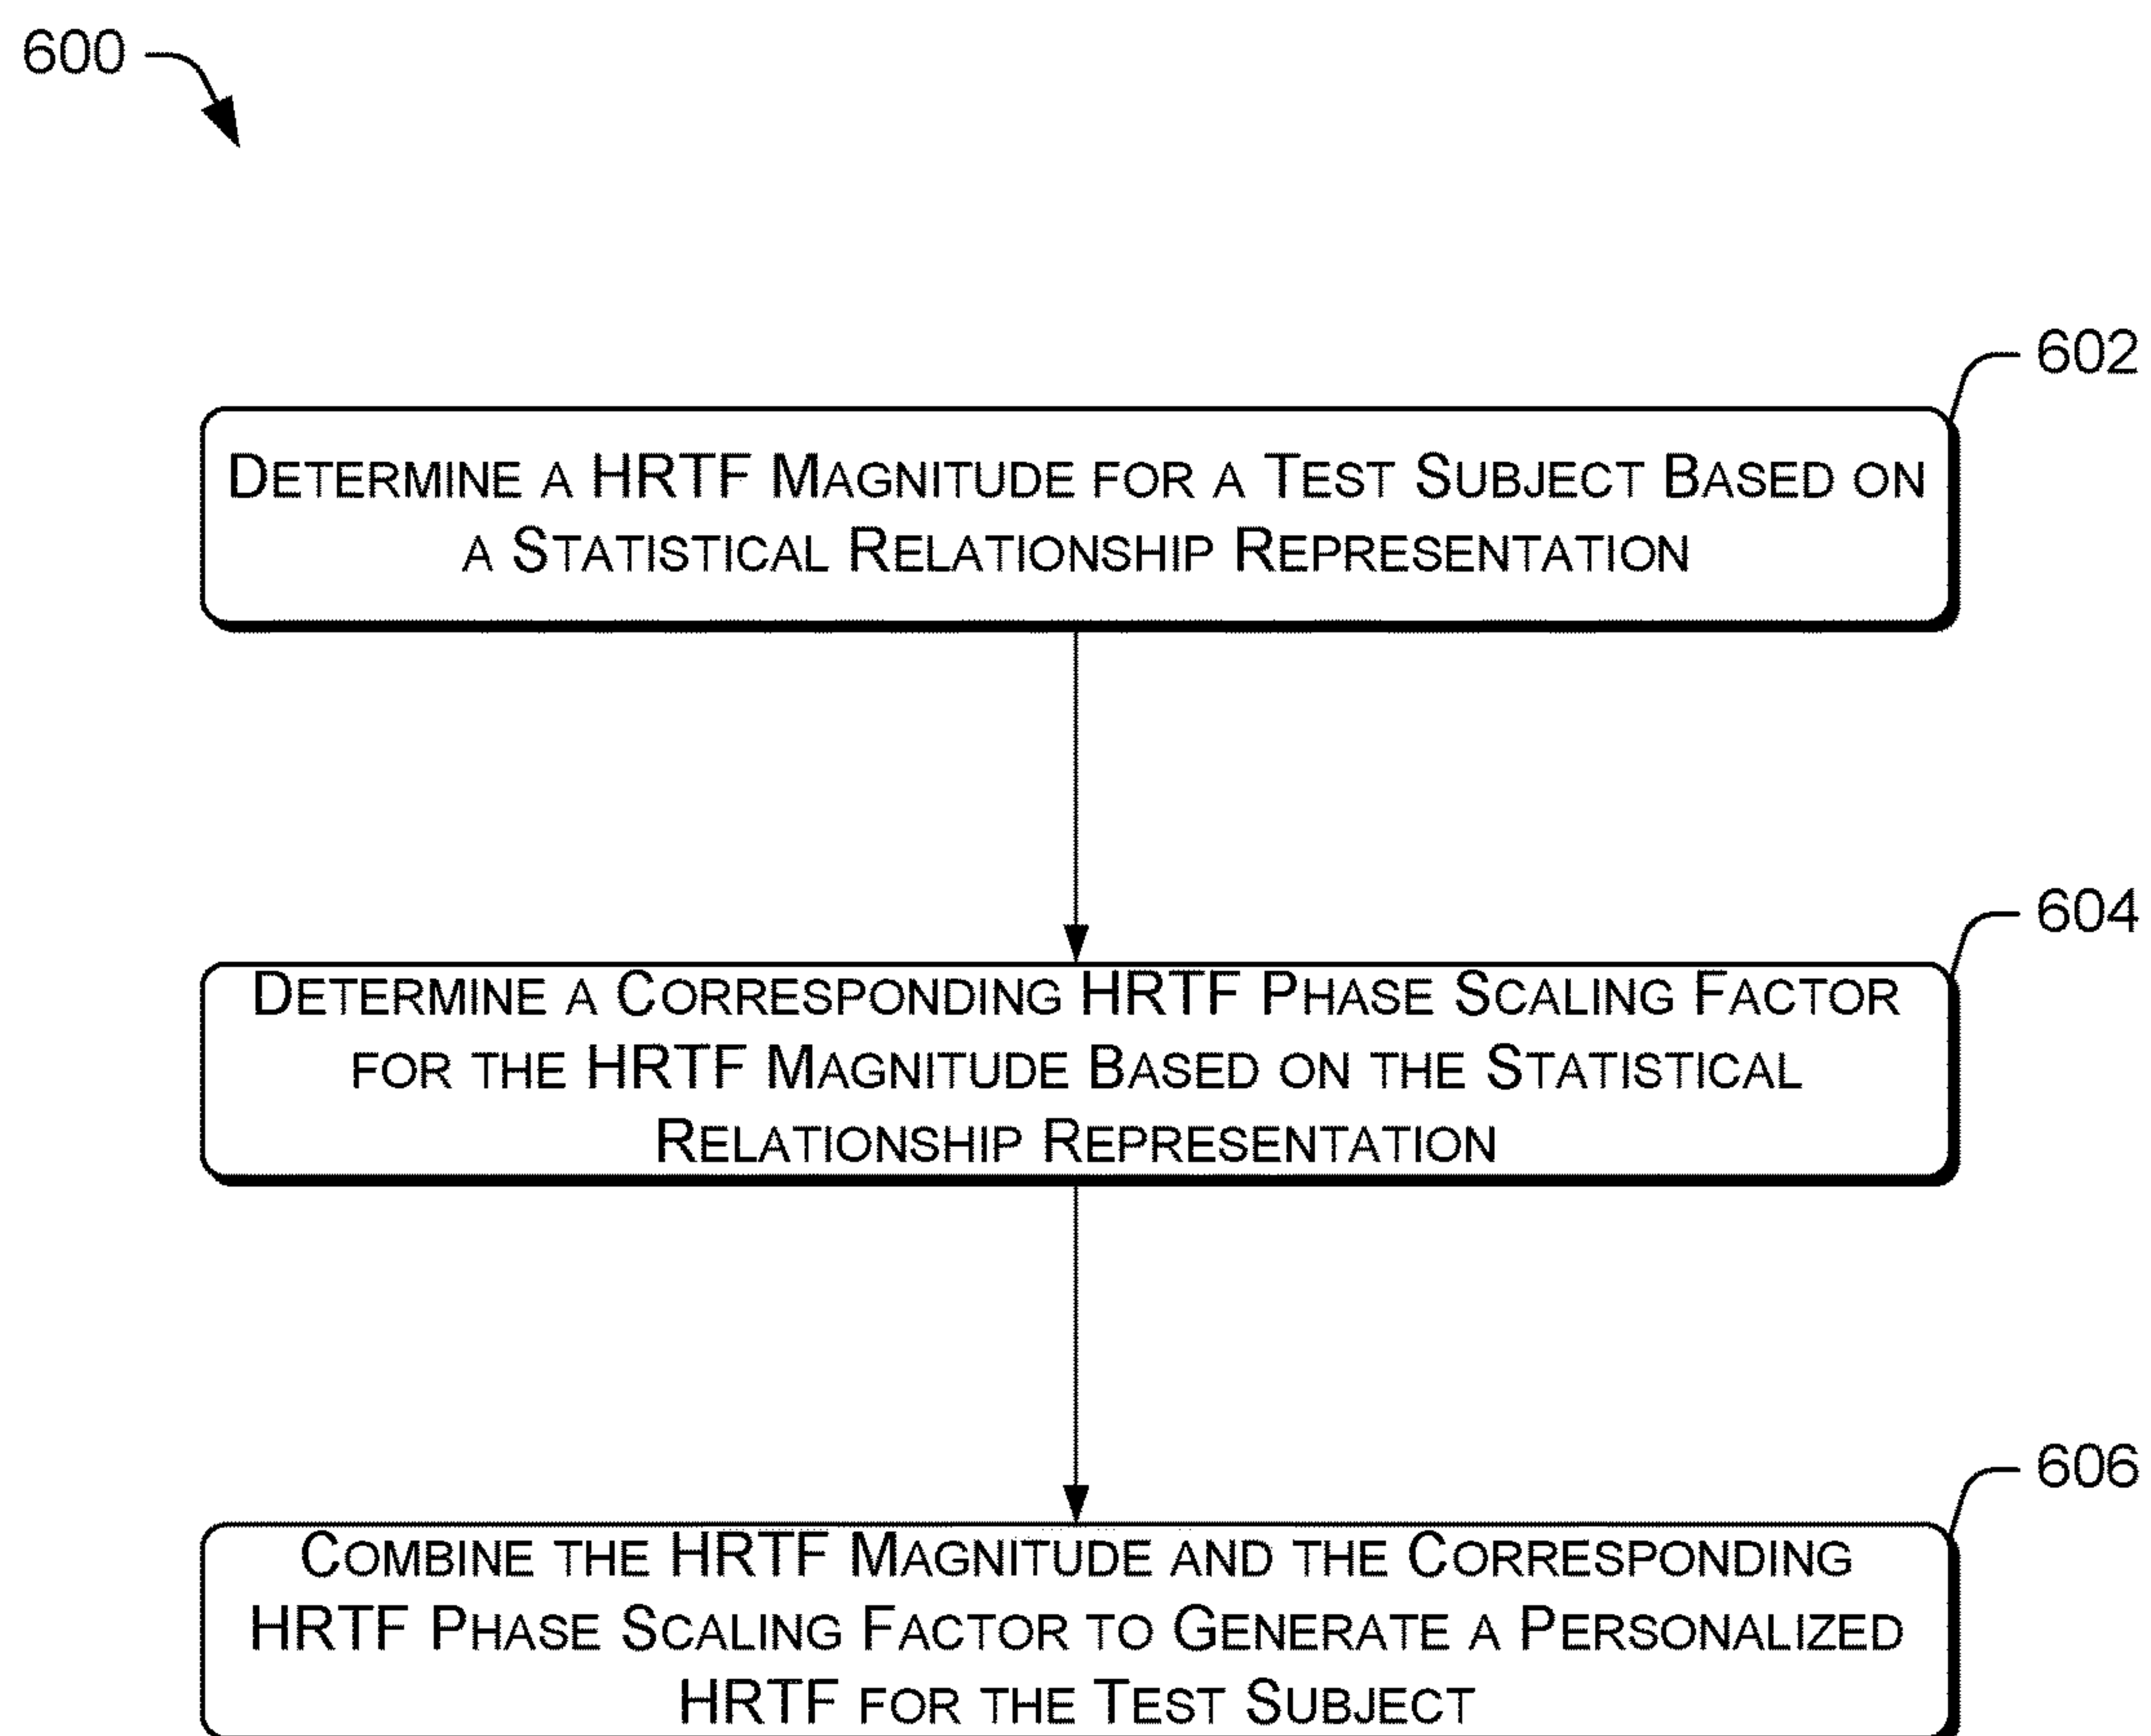 600
602
Determine a HRTF Magnitude for a Test Subject Based on
a Statistical Relationship Representation
604
Determine a Corresponding HRTF Phase Scaling Factor
for the HRTF Magnitude Based on the Statistical
Relationship Representation
606
Combine the HRTF Magnitude and the Corresponding
HRTF Phase Scaling Factor to Generate a Personalized
HRTF for the Test Subject